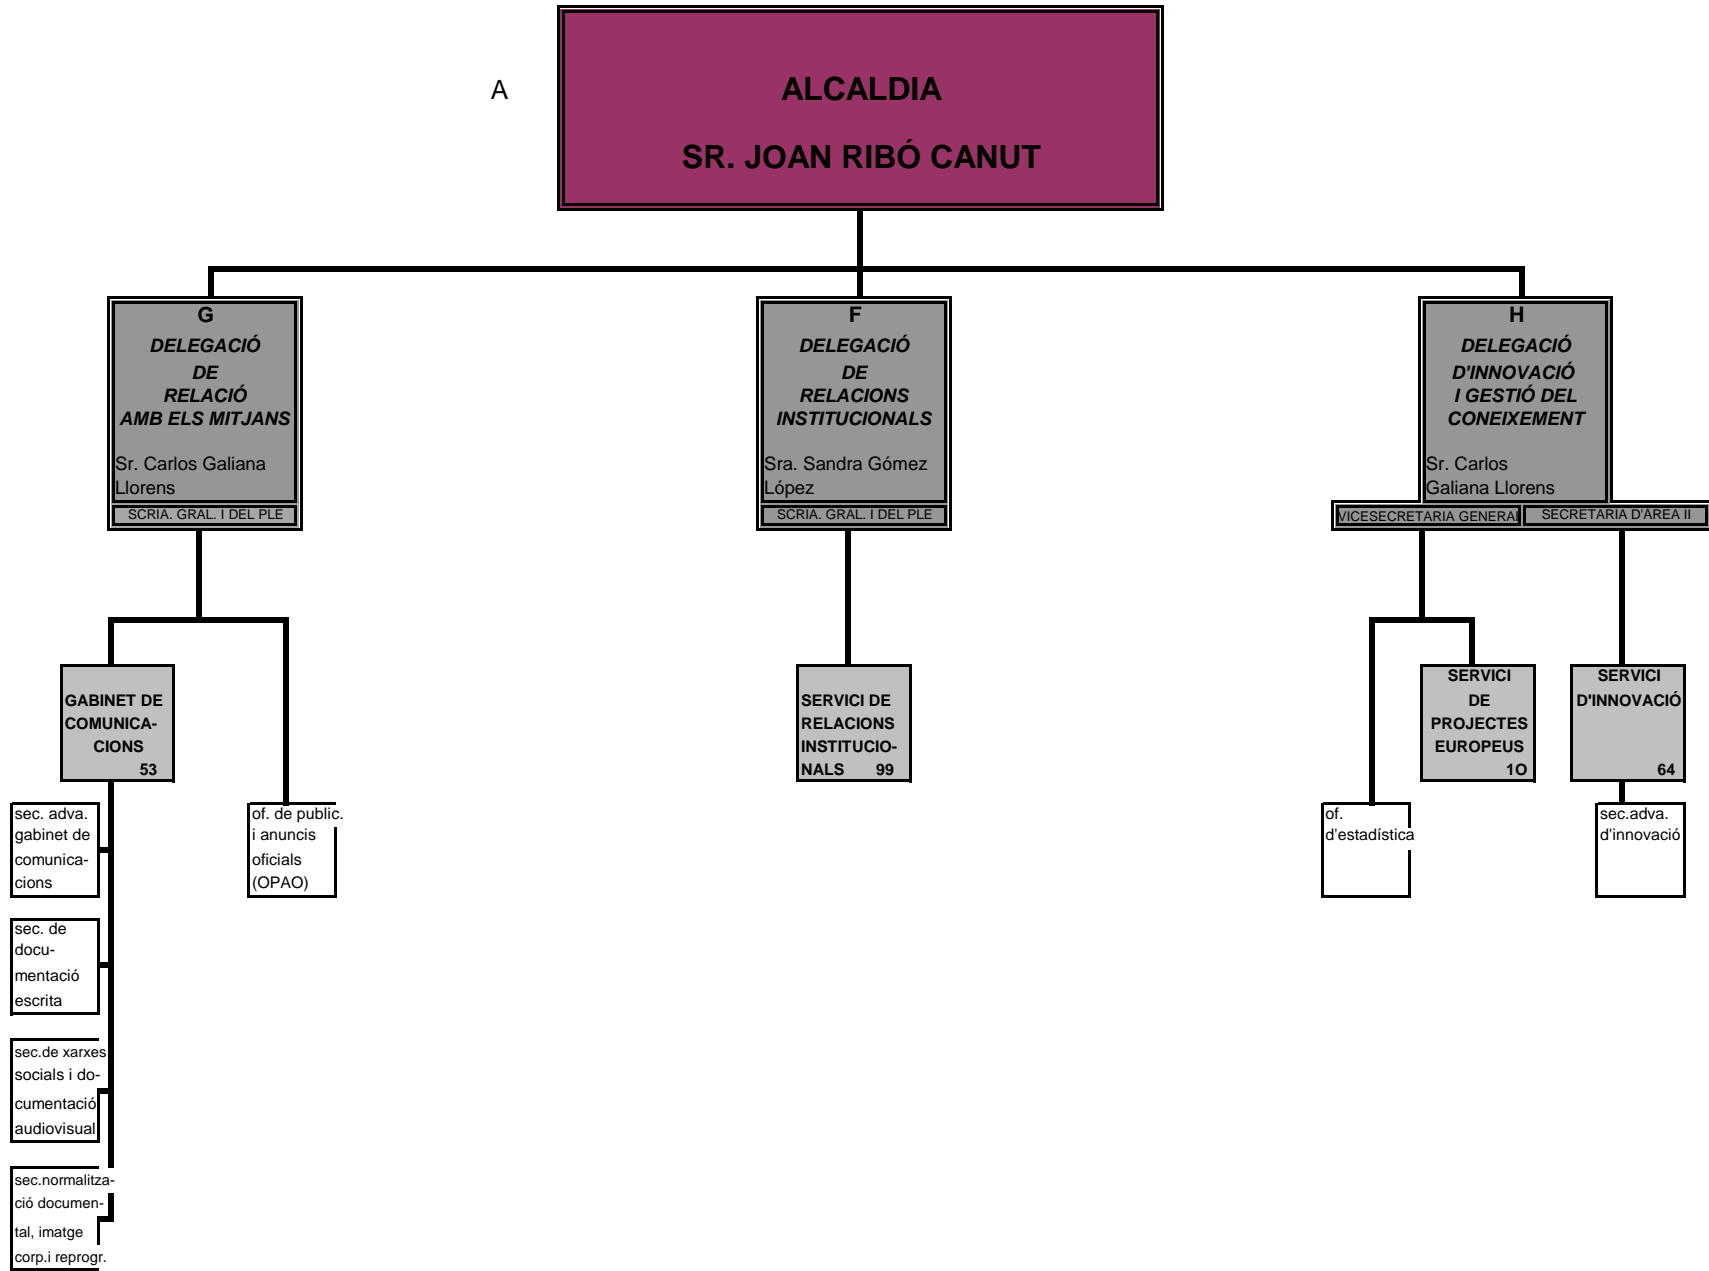 A
ALCALDIA
SR. JOAN RIBÓ CANUT
G
DELEGACIÓ
DE
RELACIÓ
AMB ELS MITJANS
Sr. Carlos Galiana
Llorens
SCRIA. GRAL. I DEL PLE
F
DELEGACIÓ
DE
RELACIONS
INSTITUCIONALS
Sra. Sandra Gómez
López
SCRIA. GRAL. I DEL PLE
H
DELEGACIÓ
D'INNOVACIÓ
I GESTIÓ DEL
CONEIXEMENT
Sr. Carlos
Galiana Llorens
VICESECRETARIA GENERAL
SECRETARIA D'ÀREA II
GABINET DE
COMUNICA-
CIONS
53
SERVICI DE
RELACIONS
INSTITUCIO-
NALS 99
SERVICI
DE
PROJECTES
EUROPEUS
1O
SERVICI
D'INNOVACIÓ
64
sec. adva.
gabinet de
comunica-
cions
of. de public.
i anuncis
oficials
(OPAO)
of.
d'estadística
sec.adva.
d'innovació
sec. de
docu-
mentació
escrita
sec.de xarxes
socials i do-
cumentació
audiovisual
sec.normalitza-
ció documen-
tal, imatge
corp.i reprogr.